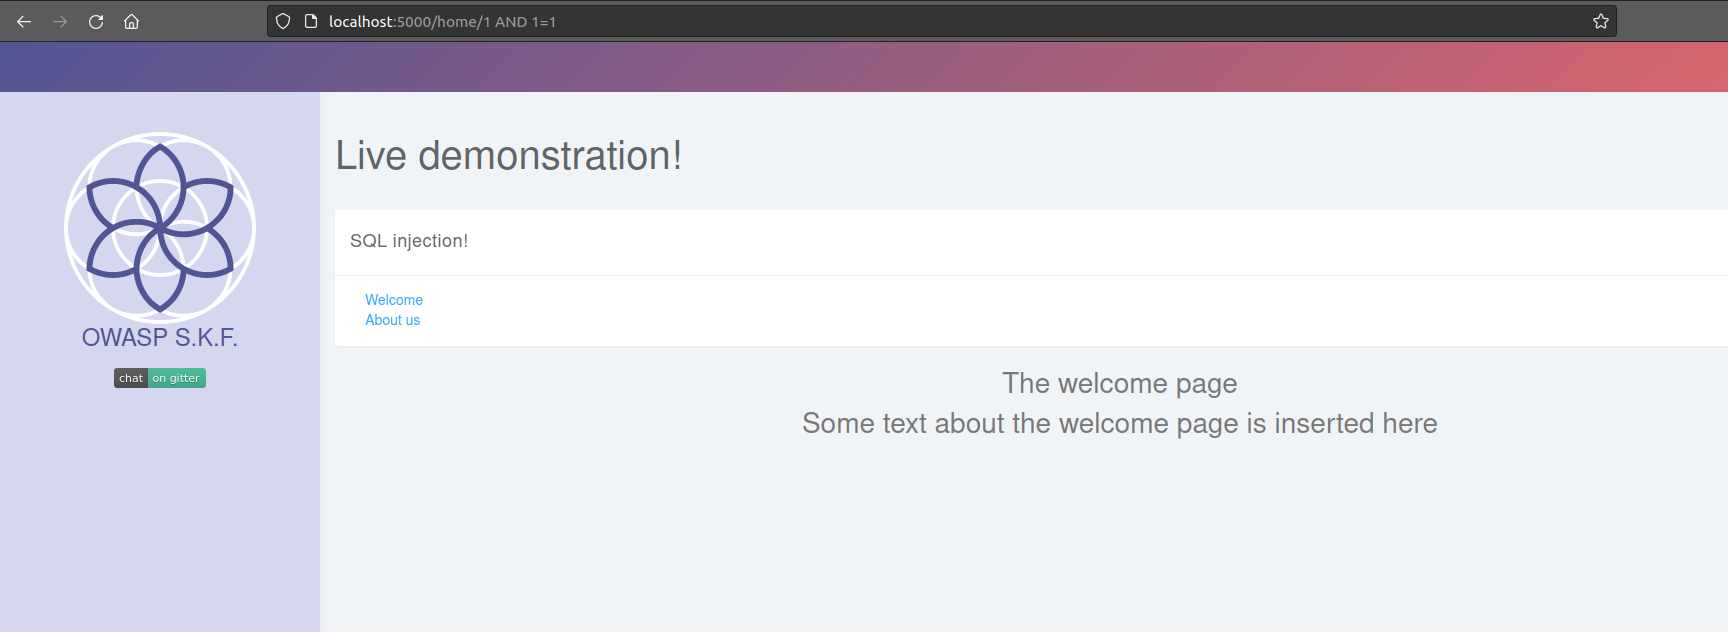 localhost:5000/home/1 AND 1=1
Live demonstration!
SQL injection!
Welcome
About us
OWASP S.K.F.
chat on gitter
The welcome page
Some text about the welcome page is inserted here